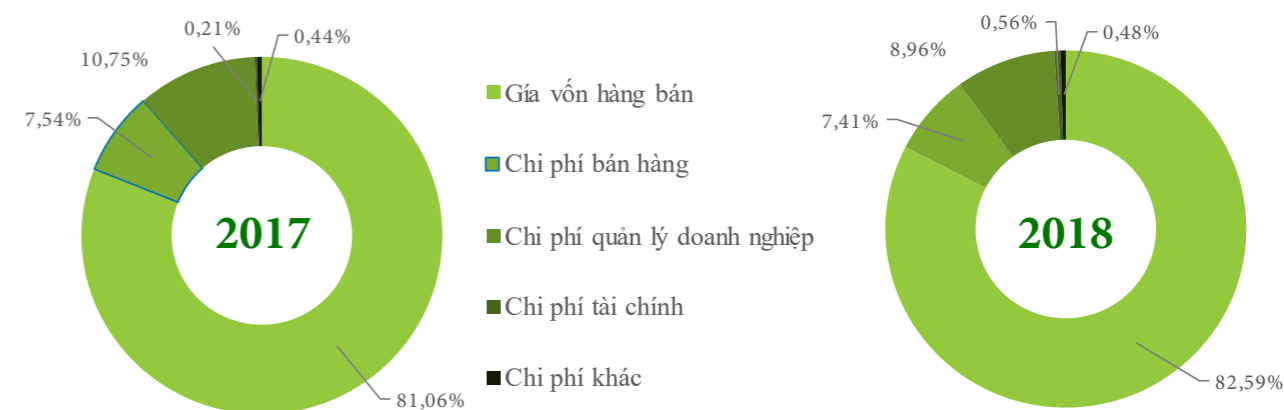 0,21%
0,44%
10,75%
7,54%
2017
81,06%
Gía vốn hàng bán
Chi phí bán hàng
Chi phí quản lý doanh nghiệp
Chi phí tài chính
Chi phí khác
0,56%
0,48%
8,96%
7,41%
2018
82,59%